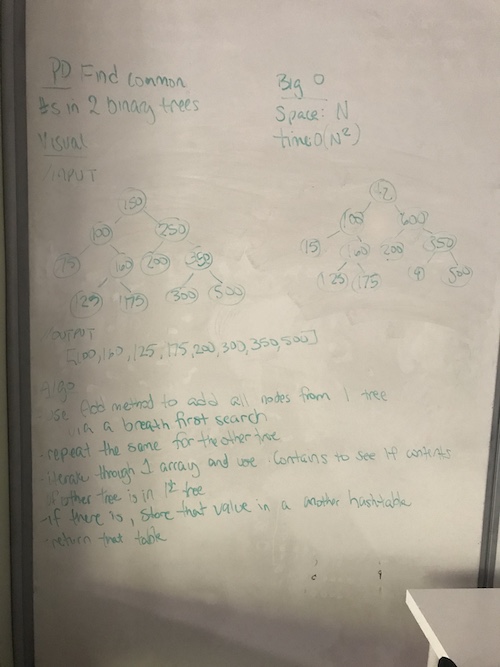 PD Find common
#s in 2 binary trees
Visual
//INPUT
Big O
Space: N
time O(N²)
150
100 250
75 160 200 350
125 175 300 500
42
100 600
15 160 200 350
125 175 4 500
//OUTPUT
[100,160,125,175,200,300,350,500]
Algo
-use Add method to add all nodes from 1 tree
via a breath first search
-repeat the same for the other tree
-iterate through 1 array and use .Contains to see if contents
other tree is in 1st tree
-if there is, store that value in a another hashtable
-return that table